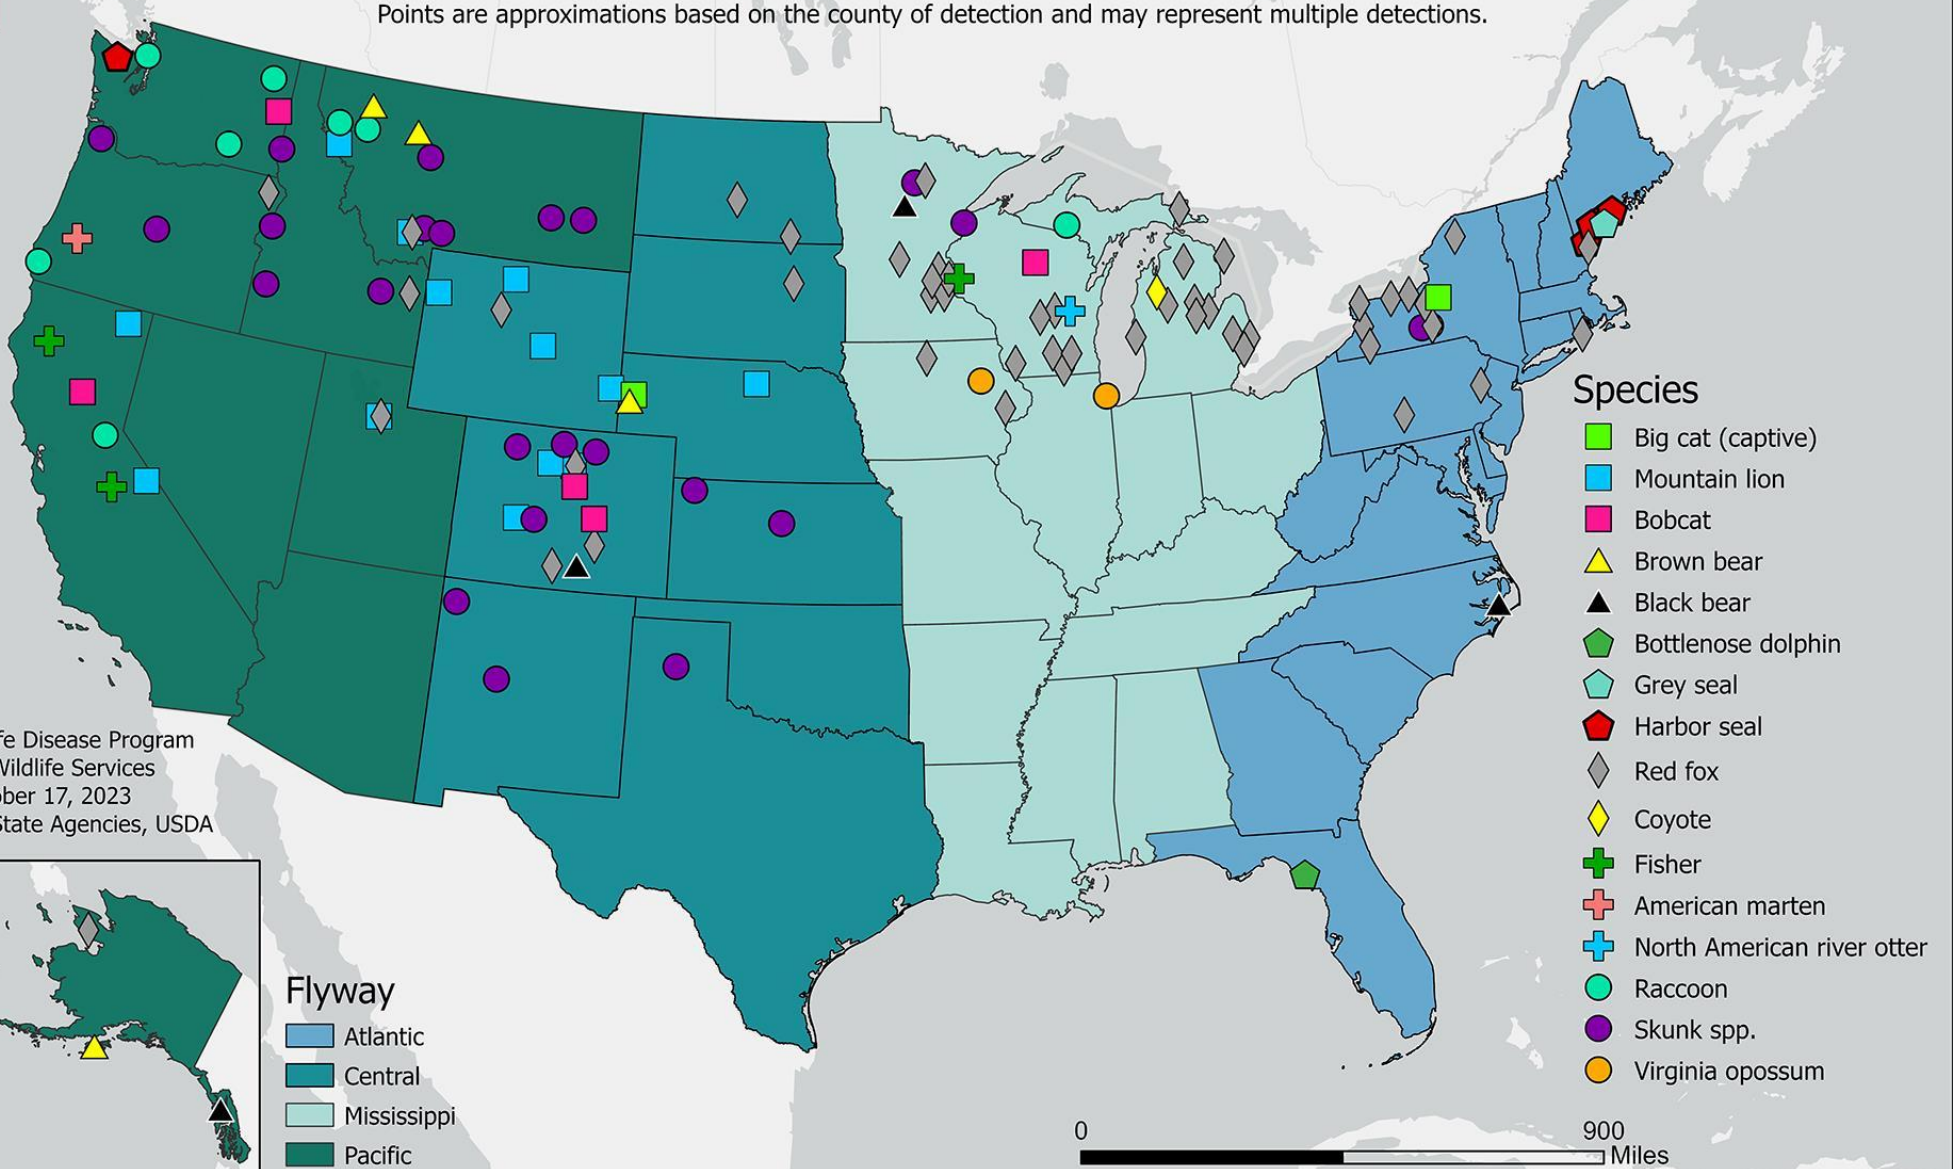 Points are approximations based on the county of detection and may represent multiple detections.
Species
Big cat (captive)
Mountain lion
Bobcat
Brown bear
Black bear
Bottlenose dolphin
Grey seal
Harbor seal
Red fox
Coyote
Fisher
American marten
North American river otter
Raccoon
Skunk spp.
Virginia opossum
fe Disease Program
Wildlife Services
ber 17, 2023
State Agencies, USDA
Flyway
Atlantic
Central
Mississippi
Pacific
0 900
Miles